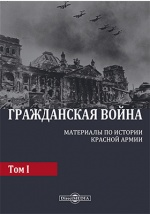 ГРАЖДАНСКАЯ ВОЙНА
МАТЕРИАЛЫ ПО ИСТОРИИ
КРАСНОЙ АРМИИ
Том I
DirectMEDIA